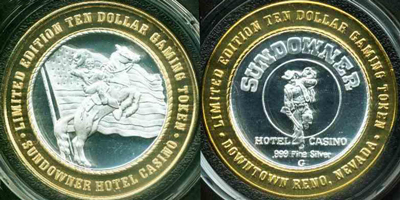 • LIMITED EDITION TEN DOLLAR GAMING TOKEN •
SUNDOWNER HOTEL CASINO
• LIMITED EDITION TEN DOLLAR GAMING TOKEN •
SUNDOWNER
HOTEL CASINO
.999 Fine Silver
G
DOWNTOWN RENO, NEVADA